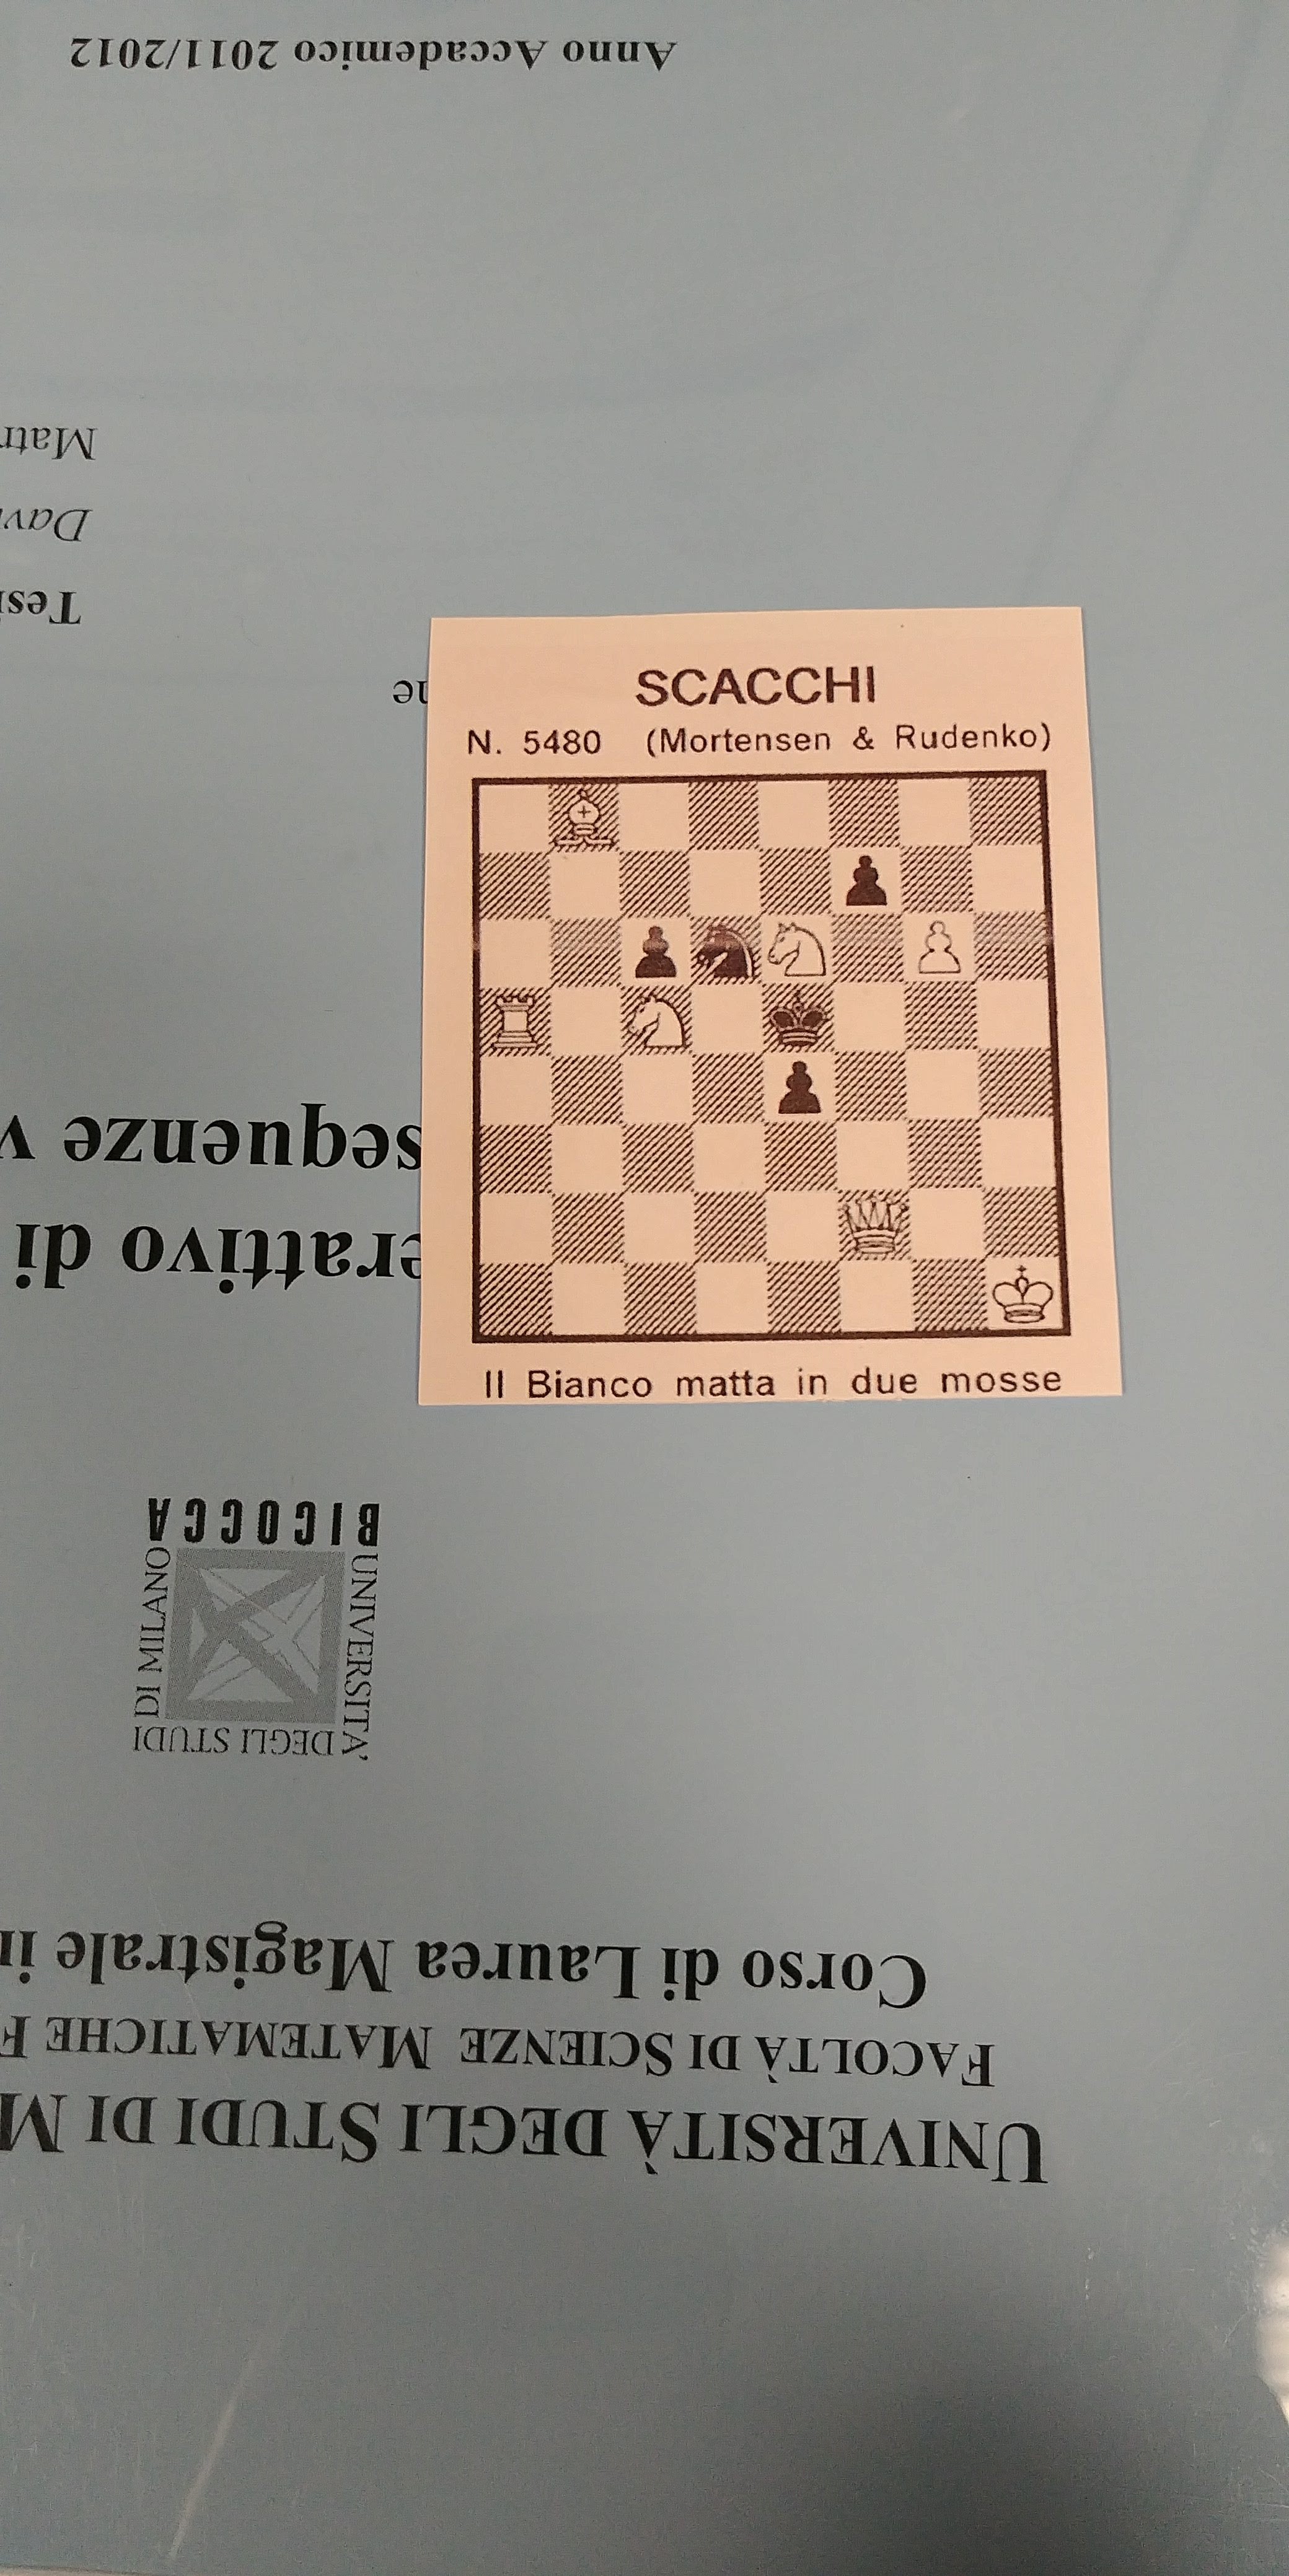 SCACCHI
N. 5480 (Mortensen & Rudenko)
Il Bianco matta in due mosse
UNIVERSITÀ DEGLI STUDI DI M
FACOLTÀ DI SCIENZE MATEMATICHE F
Corso di Laurea Magistrale in
UNIVERSITA'
DEGLI STUDI
DI MILANO
BICOCCA
erattivo di
sequenze v
ne
Tesi
Dav
Matr
Anno Accademico 2011/2012